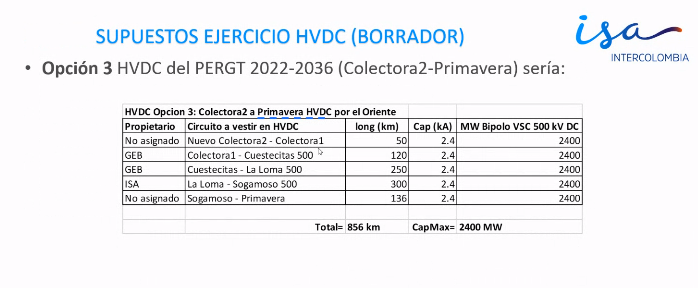 SUPUESTOS EJERCICIO HVDC (BORRADOR)
isa
INTERCOLOMBIA
• Opción 3 HVDC del PERGT 2022-2036 (Colectora2-Primavera) sería:
HVDC Opcion 3: Colectora2 a Primavera HVDC por el Oriente
Propietario Circuito a vestir en HVDC long (km) Cap (kA) MW Bipolo VSC 500 kV DC
No asignado Nuevo Colectora2 - Colectora1 50 2.4 2400
GEB Colectora1 - Cuestecitas 500 120 2.4 2400
GEB Cuestecitas - La Loma 500 250 2.4 2400
ISA La Loma - Sogamoso 500 300 2.4 2400
No asignado Sogamoso - Primavera 136 2.4 2400
Total= 856 km CapMax= 2400 MW